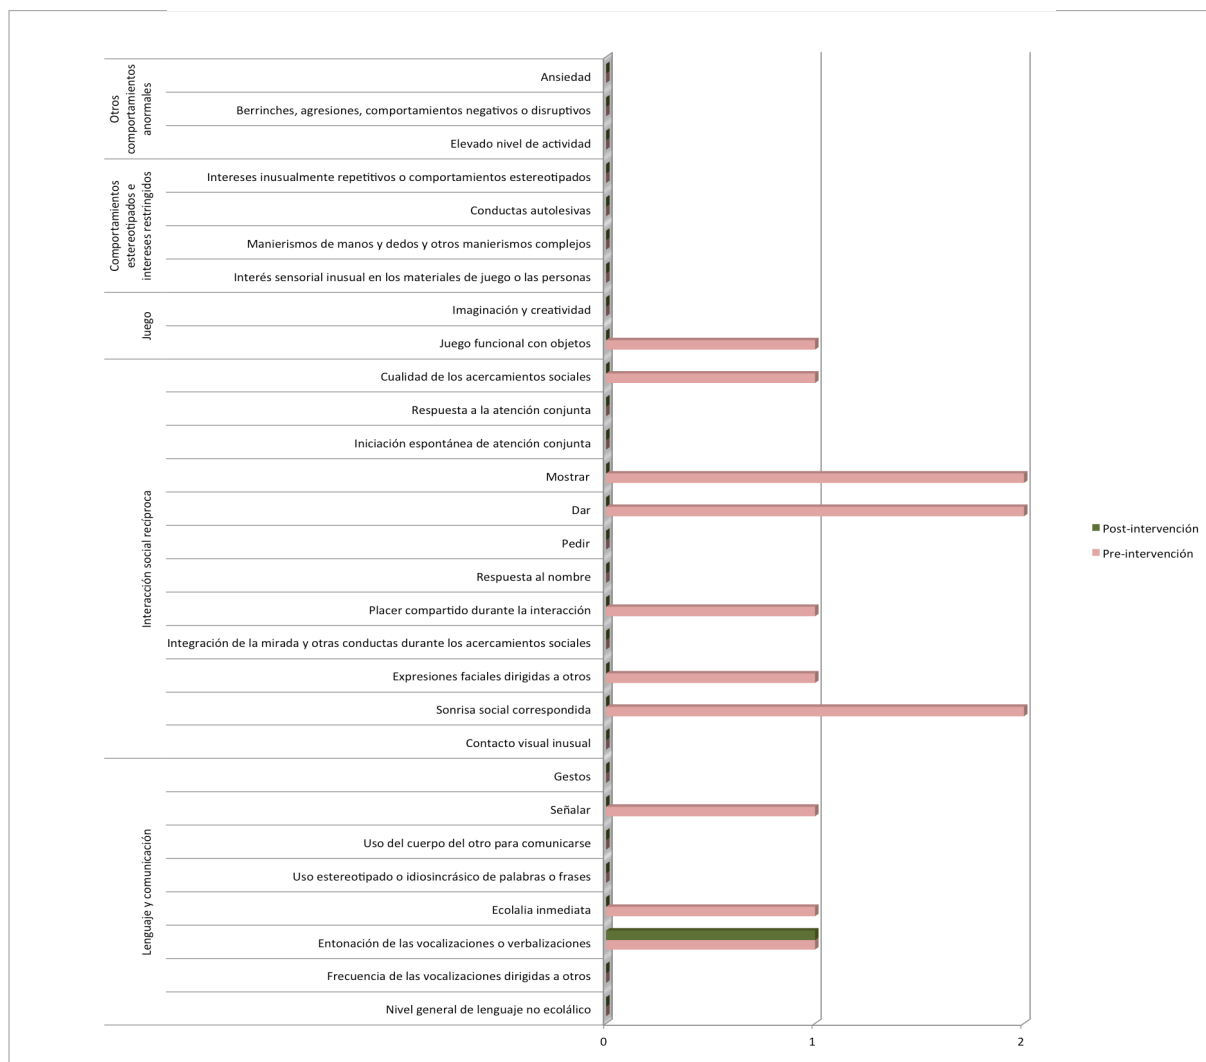 Otros
comportamientos
anormales
Ansiedad
Berrinches, agresiones, comportamientos negativos o disruptivos
Elevado nivel de actividad
Comportamientos
estereotipados e
intereses restringidos
Intereses inusualmente repetitivos o comportamientos estereotipados
Conductas autolesivas
Manierismos de manos y dedos y otros manierismos complejos
Interés sensorial inusual en los materiales de juego o las personas
Juego
Imaginación y creatividad
Juego funcional con objetos
Interacción social recíproca
Cualidad de los acercamientos sociales
Respuesta a la atención conjunta
Iniciación espontánea de atención conjunta
Mostrar
Dar
Pedir
Respuesta al nombre
Placer compartido durante la interacción
Integración de la mirada y otras conductas durante los acercamientos sociales
Expresiones faciales dirigidas a otros
Sonrisa social correspondida
Contacto visual inusual
Lenguaje y comunicación
Gestos
Señalar
Uso del cuerpo del otro para comunicarse
Uso estereotipado o idiosincrásico de palabras o frases
Ecolalia inmediata
Entonación de las vocalizaciones o verbalizaciones
Frecuencia de las vocalizaciones dirigidas a otros
Nivel general de lenguaje no ecolálico
0 1 2
Post-intervención
Pre-intervención